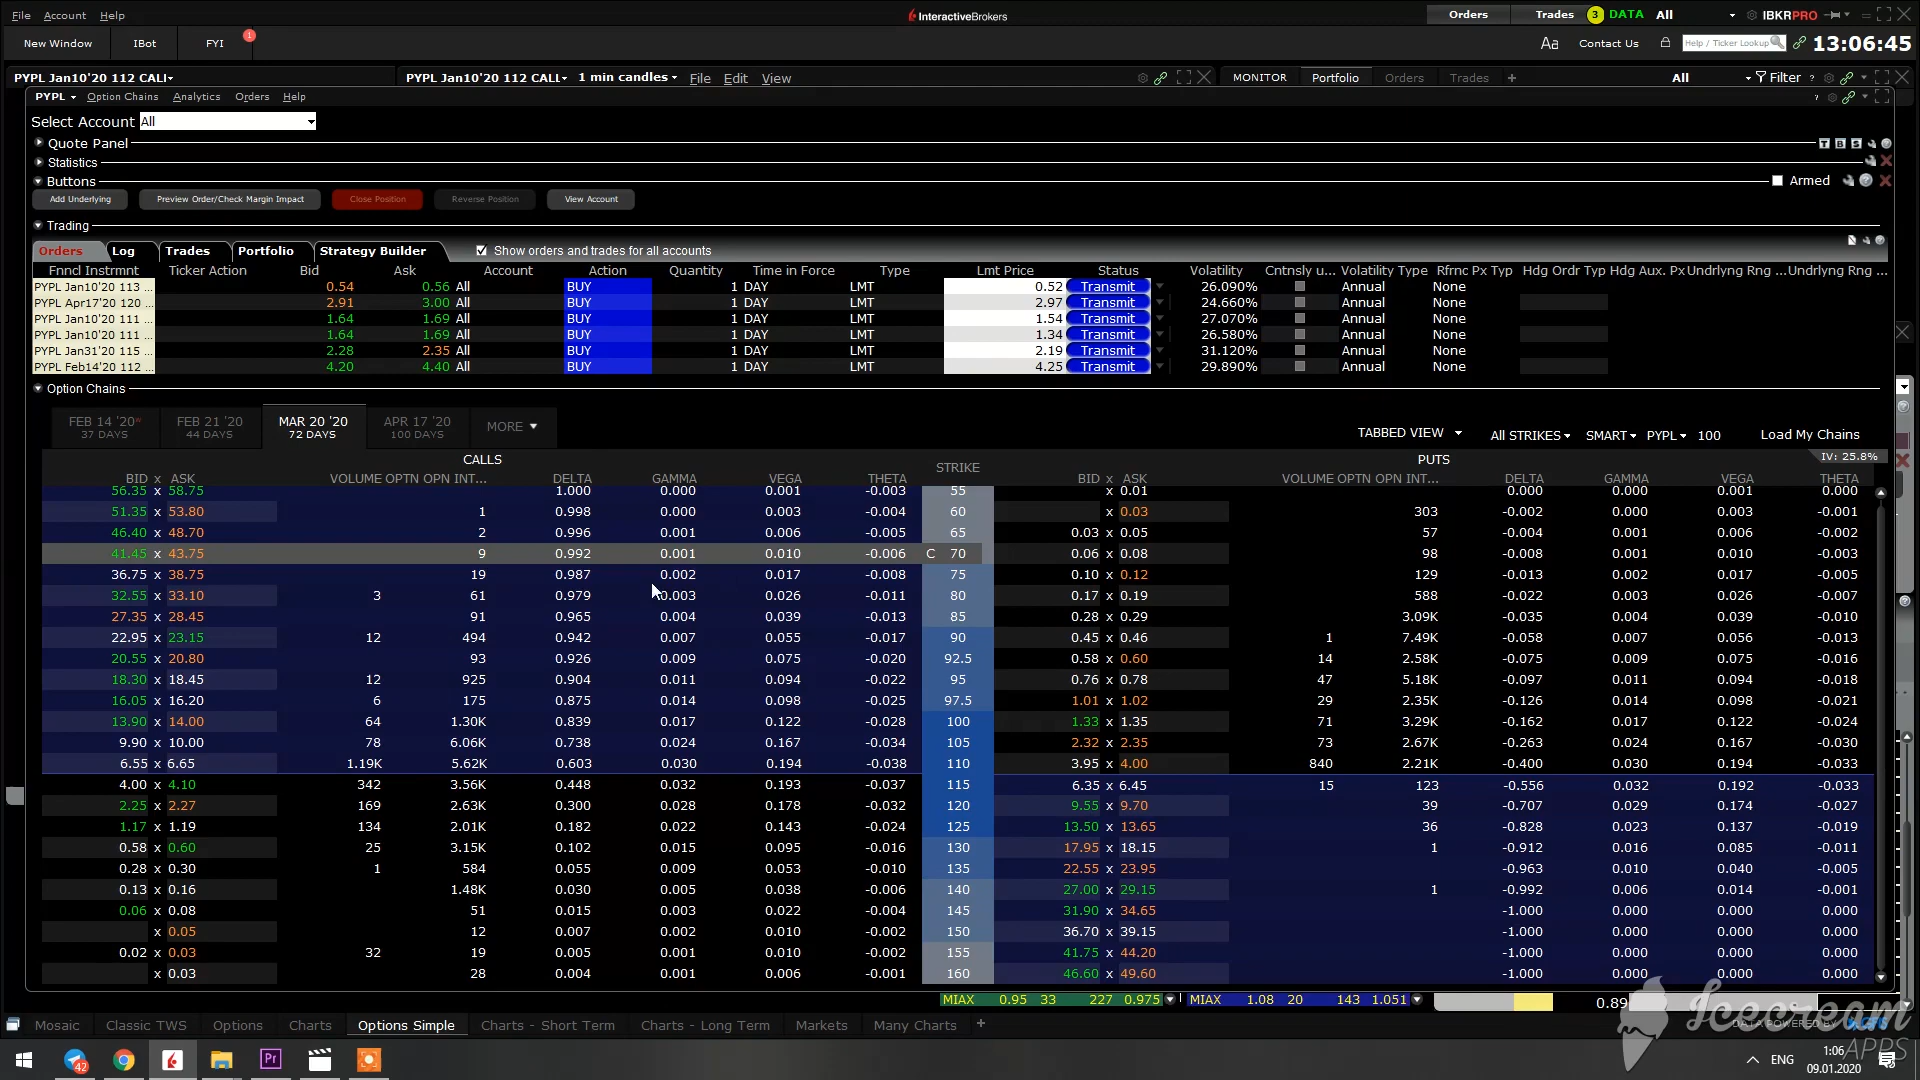 File Account Help InteractiveBrokers Orders Trades 3 DATA All IBKRPRO
New Window IBot FYI 1 Aa Contact Us Help / Ticker Lookup 13:06:45
PYPL Jan10'20 112 CALL PYPL Jan10'20 112 CALL 1 min candles File Edit View MONITOR Portfolio Orders Trades + All Filter ?
PYPL Option Chains Analytics Orders Help
Select Account All
Quote Panel T B S
Statistics
Buttons Armed
Add Underlying Preview Order/Check Margin Impact Close Position Reverse Position View Account
Trading
Orders Log Trades Portfolio Strategy Builder Show orders and trades for all accounts
Fnncl Instrmnt Ticker Action Bid Ask Account Action Quantity Time in Force Type Lmt Price Status Volatility Cntnsly u... Volatility Type Rfrnc Px Typ Hdg Ordr Typ Hdg Aux. Px Undrlyng Rng ... Undrlyng Rng ...
PYPL Jan10'20 113 ... 0.54 0.56 All BUY 1 DAY LMT 0.52 Transmit 26.090% Annual None
PYPL Apr17'20 120 ... 2.91 3.00 All BUY 1 DAY LMT 2.97 Transmit 24.660% Annual None
PYPL Jan10'20 111 ... 1.64 1.69 All BUY 1 DAY LMT 1.54 Transmit 27.070% Annual None
PYPL Jan10'20 111 ... 1.64 1.69 All BUY 1 DAY LMT 1.34 Transmit 26.580% Annual None
PYPL Jan31'20 115 ... 2.28 2.35 All BUY 1 DAY LMT 2.19 Transmit 31.120% Annual None
PYPL Feb14'20 112 ... 4.20 4.40 All BUY 1 DAY LMT 4.25 Transmit 29.890% Annual None
Option Chains
FEB 14 '20 FEB 21 '20 MAR 20 '20 APR 17 '20 MORE TABBED VIEW All STRIKES SMART PYPL 100 Load My Chains
37 DAYS 44 DAYS 72 DAYS 100 DAYS
CALLS STRIKE PUTS IV: 25.8%
BID x ASK VOLUME OPTN OPN INT... DELTA GAMMA VEGA THETA BID x ASK VOLUME OPTN OPN INT... DELTA GAMMA VEGA THETA
56.35 x 58.75 1.000 0.000 0.001 -0.003 55 x 0.01 0.000 0.000 0.001 0.000
51.35 x 53.80 1 0.998 0.000 0.003 -0.004 60 x 0.03 303 -0.002 0.000 0.003 -0.001
46.40 x 48.70 2 0.996 0.001 0.006 -0.005 65 0.03 x 0.05 57 -0.004 0.001 0.006 -0.002
41.45 x 43.75 9 0.992 0.001 0.010 -0.006 C 70 0.06 x 0.08 98 -0.008 0.001 0.010 -0.003
36.75 x 38.75 19 0.987 0.002 0.017 -0.008 75 0.10 x 0.12 129 -0.013 0.002 0.017 -0.005
32.55 x 33.10 3 61 0.979 0.003 0.026 -0.011 80 0.17 x 0.19 588 -0.022 0.003 0.026 -0.007
27.35 x 28.45 91 0.965 0.004 0.039 -0.013 85 0.28 x 0.29 3.09K -0.035 0.004 0.039 -0.010
22.95 x 23.15 12 494 0.942 0.007 0.055 -0.017 90 0.45 x 0.46 1 7.49K -0.058 0.007 0.056 -0.013
20.55 x 20.80 93 0.926 0.009 0.075 -0.020 92.5 0.58 x 0.60 14 2.58K -0.075 0.009 0.075 -0.016
18.30 x 18.45 12 925 0.904 0.011 0.094 -0.022 95 0.76 x 0.78 47 5.18K -0.097 0.011 0.094 -0.018
16.05 x 16.20 6 175 0.875 0.014 0.098 -0.025 97.5 1.01 x 1.02 29 2.35K -0.126 0.014 0.098 -0.021
13.90 x 14.00 64 1.30K 0.839 0.017 0.122 -0.028 100 1.33 x 1.35 71 3.29K -0.162 0.017 0.122 -0.024
9.90 x 10.00 78 6.06K 0.738 0.024 0.167 -0.034 105 2.32 x 2.35 73 2.67K -0.263 0.024 0.167 -0.030
6.55 x 6.65 1.19K 5.62K 0.603 0.030 0.194 -0.038 110 3.95 x 4.00 840 2.21K -0.400 0.030 0.194 -0.033
4.00 x 4.10 342 3.56K 0.448 0.032 0.193 -0.037 115 6.35 x 6.45 15 123 -0.556 0.032 0.192 -0.033
2.25 x 2.27 169 2.63K 0.300 0.028 0.178 -0.032 120 9.55 x 9.70 39 -0.707 0.029 0.174 -0.027
1.17 x 1.19 134 2.01K 0.182 0.022 0.143 -0.024 125 13.50 x 13.65 36 -0.828 0.023 0.137 -0.019
0.58 x 0.60 25 3.15K 0.102 0.015 0.095 -0.016 130 17.95 x 18.15 1 -0.912 0.016 0.085 -0.011
0.28 x 0.30 1 584 0.055 0.009 0.053 -0.010 135 22.55 x 23.95 -0.963 0.010 0.040 -0.005
0.13 x 0.16 1.48K 0.030 0.005 0.038 -0.006 140 27.00 x 29.15 1 -0.992 0.006 0.014 -0.001
0.06 x 0.08 51 0.015 0.003 0.022 -0.004 145 31.90 x 34.65 -1.000 0.000 0.000 0.000
x 0.05 12 0.007 0.002 0.010 -0.002 150 36.70 x 39.15 -1.000 0.000 0.000 0.000
0.02 x 0.03 32 19 0.005 0.001 0.010 -0.002 155 41.75 x 44.20 -1.000 0.000 0.000 0.000
x 0.03 28 0.004 0.001 0.006 -0.001 160 46.60 x 49.60 -1.000 0.000 0.000 0.000
MIAX 0.95 33 227 0.975 MIAX 1.08 20 143 1.051 0.89
Mosaic Classic TWS Options Charts Options Simple Charts - Short Term Charts - Long Term Markets Many Charts + DATA POWERED BY
Icecream
APPS
42 Pr ENG 1:06
09.01.2020